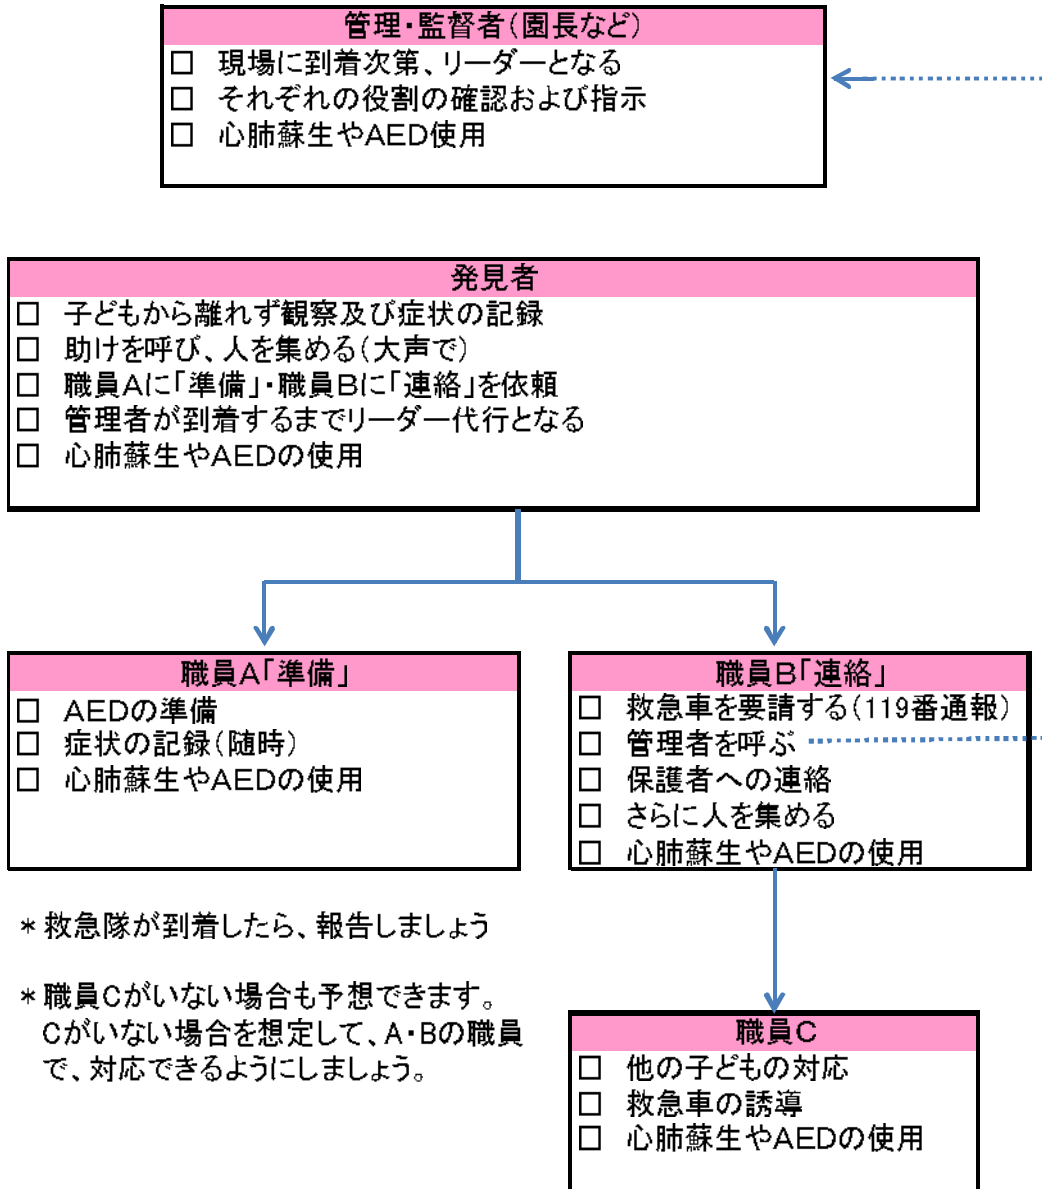 管理・監督者(園長など)
□ 現場に到着次第、リーダーとなる
□ それぞれの役割の確認および指示
□ 心肺蘇生やAED使用
発見者
□ 子どもから離れず観察及び症状の記録
□ 助けを呼び、人を集める(大声で)
□ 職員Aに「準備」・職員Bに「連絡」を依頼
□ 管理者が到着するまでリーダー代行となる
□ 心肺蘇生やAEDの使用
職員A「準備」
□ AEDの準備
□ 症状の記録(随時)
□ 心肺蘇生やAEDの使用
職員B「連絡」
□ 救急車を要請する(119番通報)
□ 管理者を呼ぶ
□ 保護者への連絡
□ さらに人を集める
□ 心肺蘇生やAEDの使用
*救急隊が到着したら、報告しましょう
*職員Cがいない場合も予想できます。
Cがいない場合を想定して、A・Bの職員
で、対応できるようにしましょう。
職員C
□ 他の子どもの対応
□ 救急車の誘導
□ 心肺蘇生やAEDの使用